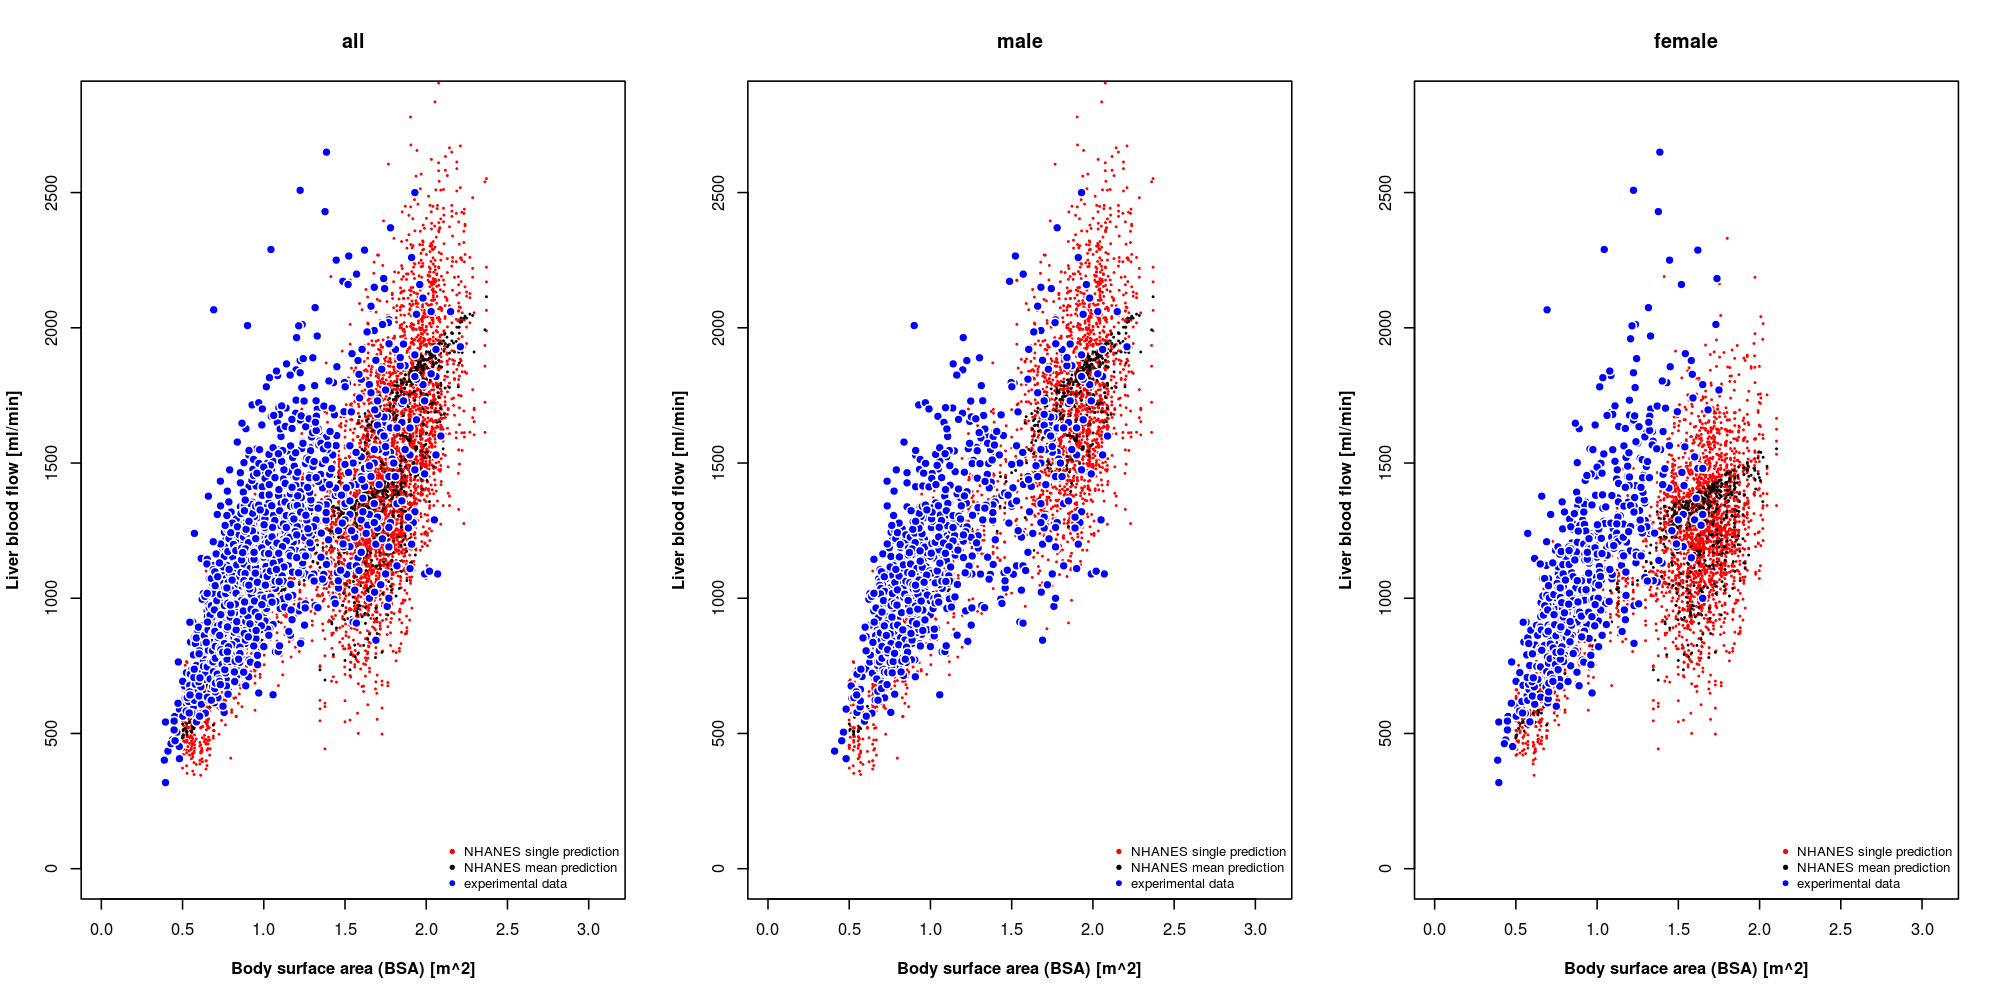 all
Liver blood flow [ml/min]
2500
2000
1500
1000
500
0
NHANES single prediction
NHANES mean prediction
experimental data
0.0 0.5 1.0 1.5 2.0 2.5 3.0
Body surface area (BSA) [m^2]
male
Liver blood flow [ml/min]
2500
2000
1500
1000
500
0
NHANES single prediction
NHANES mean prediction
experimental data
0.0 0.5 1.0 1.5 2.0 2.5 3.0
Body surface area (BSA) [m^2]
female
Liver blood flow [ml/min]
2500
2000
1500
1000
500
0
NHANES single prediction
NHANES mean prediction
experimental data
0.0 0.5 1.0 1.5 2.0 2.5 3.0
Body surface area (BSA) [m^2]